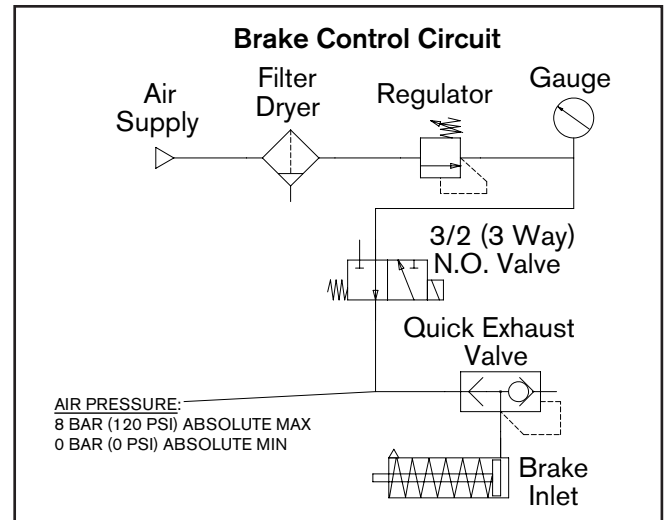 Brake Control Circuit
Air
Supply
Filter
Dryer
Regulator
Gauge
3/2 (3 Way)
N.O. Valve
Quick Exhaust
Valve
AIR PRESSURE:
8 BAR (120 PSI) ABSOLUTE MAX
0 BAR (0 PSI) ABSOLUTE MIN
Brake
Inlet